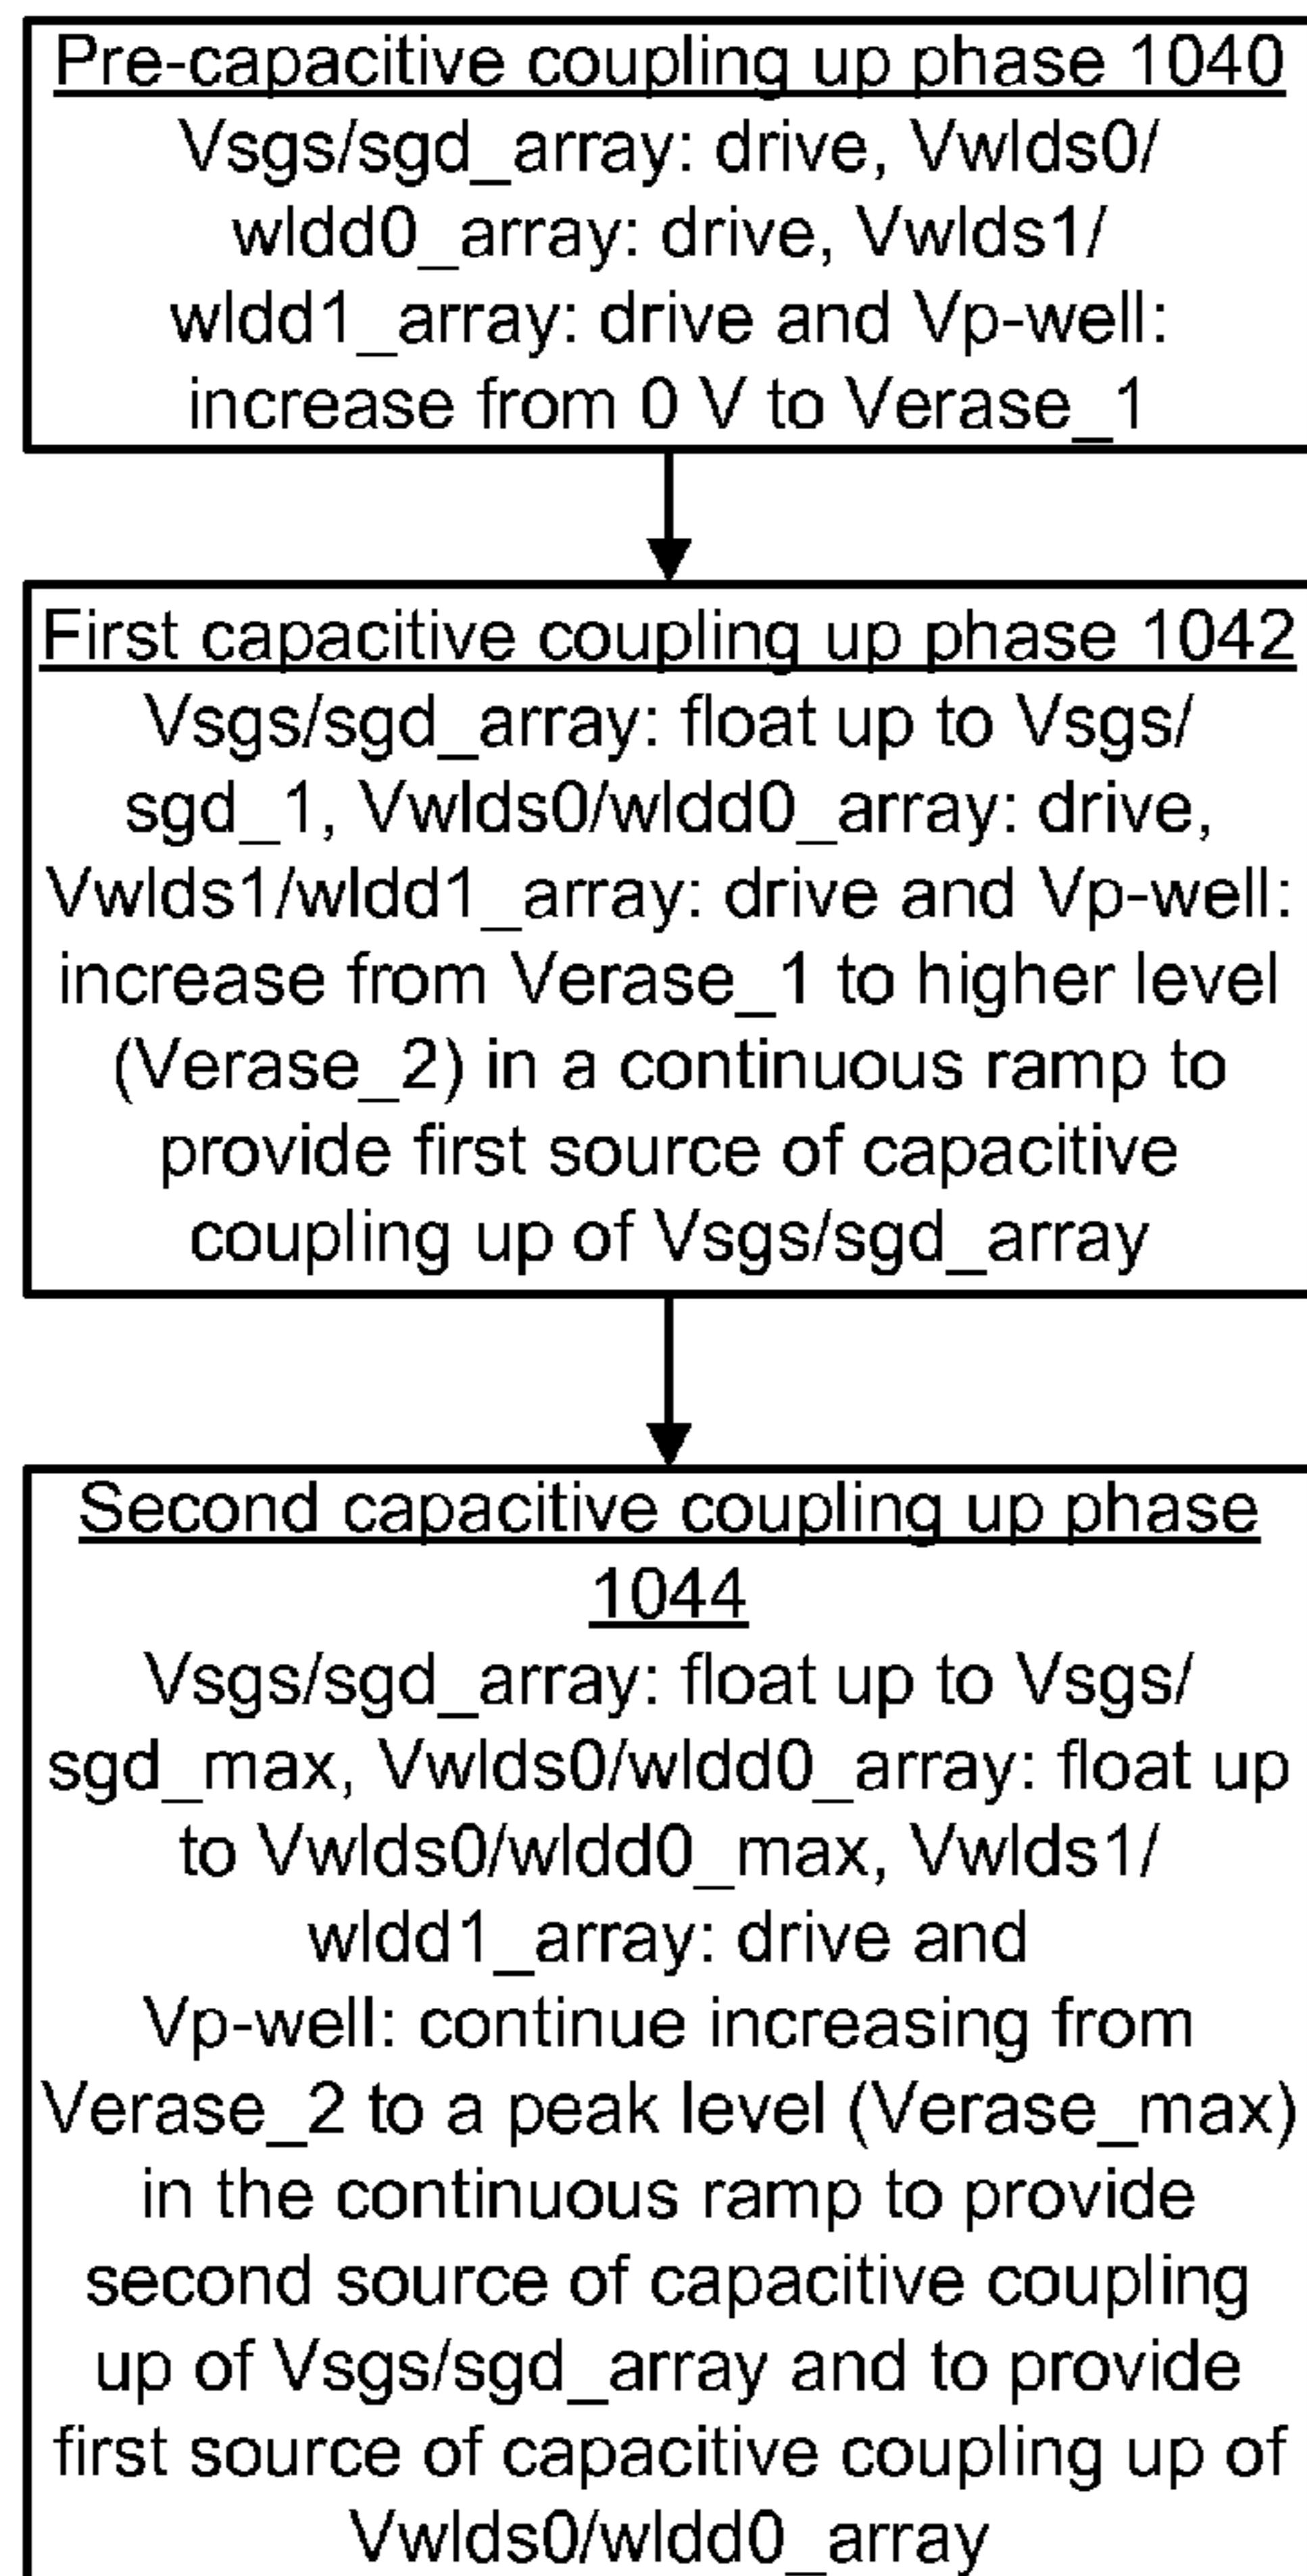 Pre-capacitive coupling up phase 1040
Vsgs/sgd_array: drive, Vwlds0/
wldd0_array: drive, Vwlds1/
wldd1_array: drive and Vp-well:
increase from 0 V to Verase_1
First capacitive coupling up phase 1042
Vsgs/sgd_array: float up to Vsgs/
sgd_1, Vwlds0/wldd0_array: drive,
Vwlds1/wldd1_array: drive and Vp-well:
increase from Verase_1 to higher level
(Verase_2) in a continuous ramp to
provide first source of capacitive
coupling up of Vsgs/sgd_array
Second capacitive coupling up phase
1044
Vsgs/sgd_array: float up to Vsgs/
sgd_max, Vwlds0/wldd0_array: float up
to Vwlds0/wldd0_max, Vwlds1/
wldd1_array: drive and
Vp-well: continue increasing from
Verase_2 to a peak level (Verase_max)
in the continuous ramp to provide
second source of capacitive coupling
up of Vsgs/sgd_array and to provide
first source of capacitive coupling up of
Vwlds0/wldd0_array